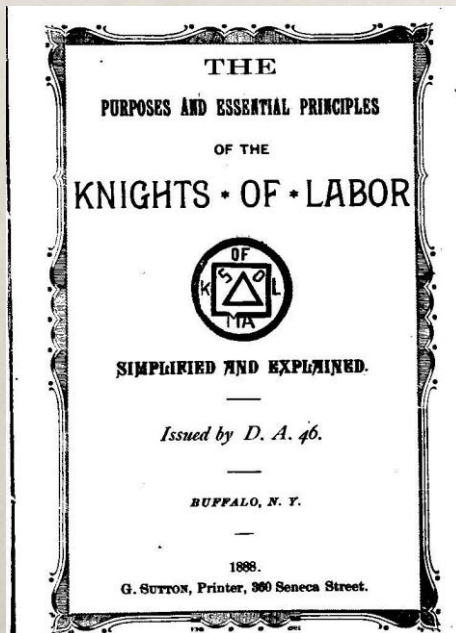 THE
PURPOSES AND ESSENTIAL PRINCIPLES
OF THE
KNIGHTS * OF * LABOR
OF
K S O L
MA
SIMPLIFIED AND EXPLAINED.
Issued by D. A. 46.
BUFFALO, N. Y.
1888.
G. SUTTON, Printer, 360 Seneca Street.